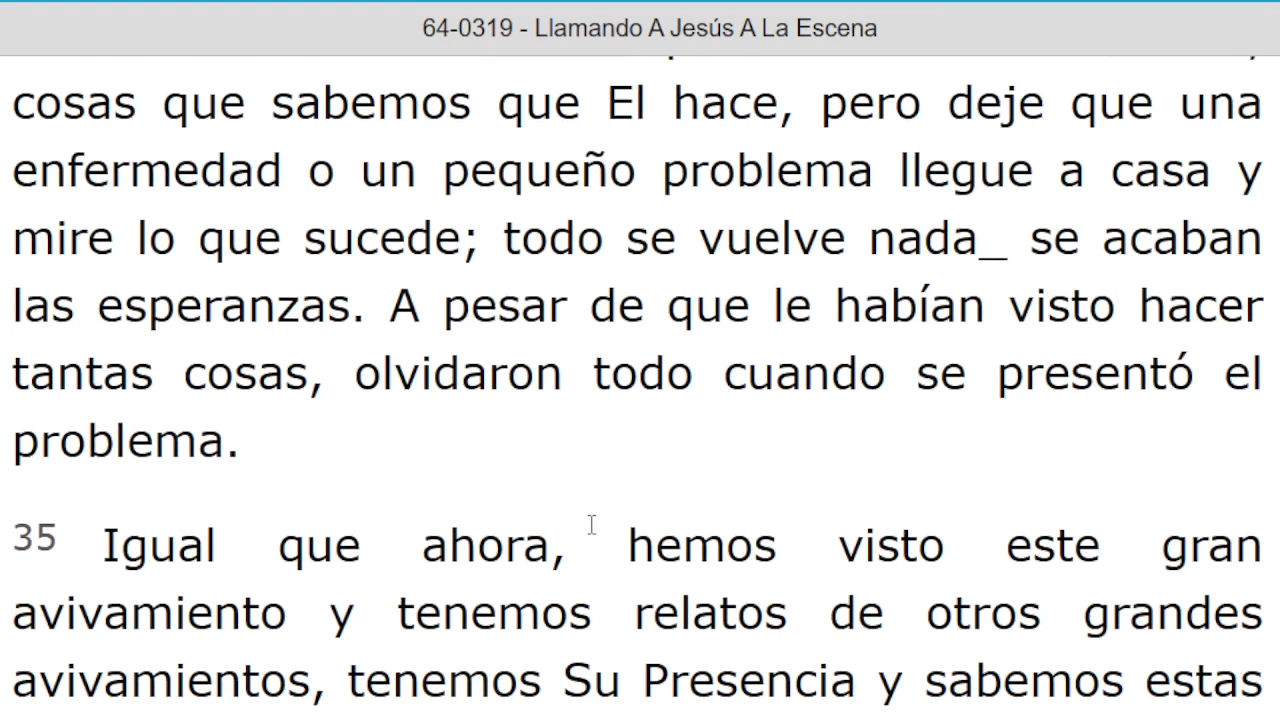 64-0319 - Llamando A Jesús A La Escena
cosas que sabemos que El hace, pero deje que una
enfermedad o un pequeño problema llegue a casa y
mire lo que sucede; todo se vuelve nada_ se acaban
las esperanzas. A pesar de que le habían visto hacer
tantas cosas, olvidaron todo cuando se presentó el
problema.
35 Igual que ahora, hemos visto este gran
avivamiento y tenemos relatos de otros grandes
avivamientos, tenemos Su Presencia y sabemos estas